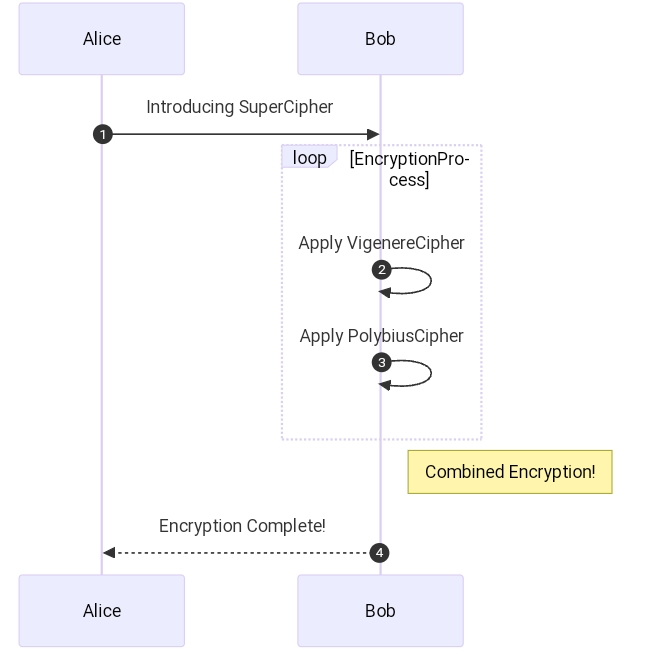 Alice
Bob
Introducing SuperCipher
1
loop
[EncryptionPro-
cess]
Apply VigenereCipher
2
Apply PolybiusCipher
3
Combined Encryption!
Encryption Complete!
4
Alice
Bob